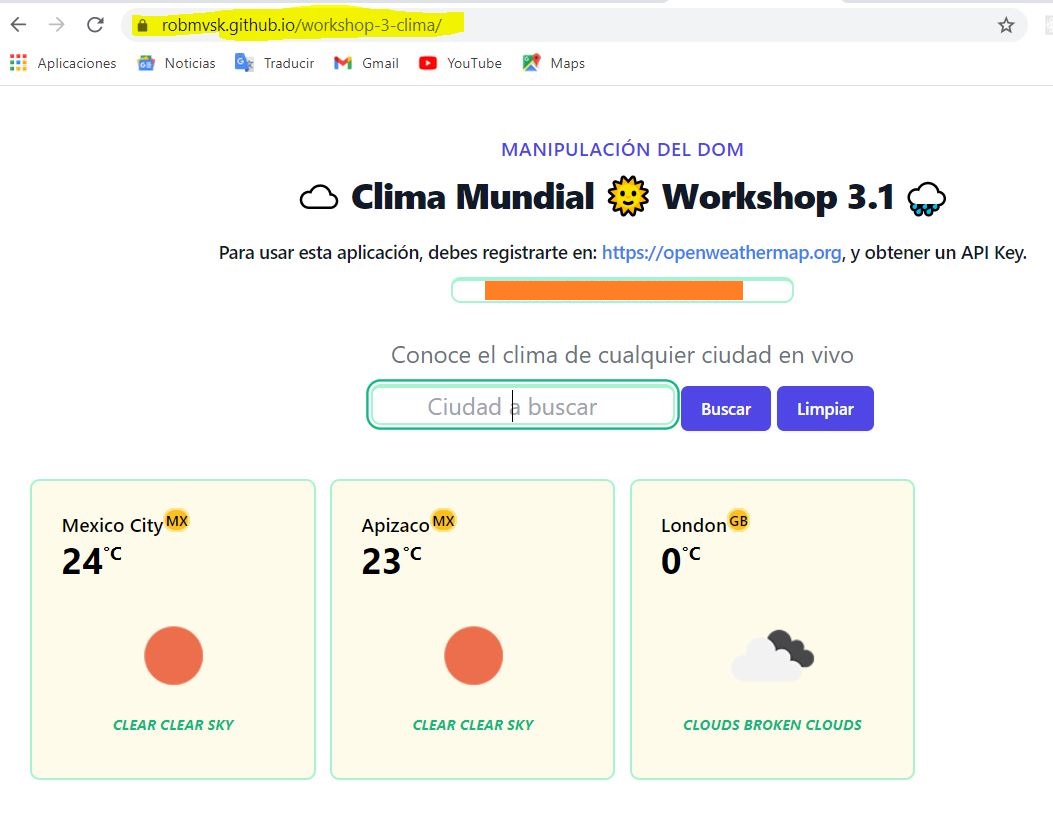 robmvsk.github.io/workshop-3-clima/
Aplicaciones Noticias Traducir Gmail YouTube Maps
MANIPULACIÓN DEL DOM
Clima Mundial Workshop 3.1
Para usar esta aplicación, debes registrarte en: https://openweathermap.org, y obtener un API Key.
Conoce el clima de cualquier ciudad en vivo
Ciudad a buscar Buscar Limpiar
Mexico City MX
24°C
CLEAR CLEAR SKY
Apizaco MX
23°C
CLEAR CLEAR SKY
London GB
0°C
CLOUDS BROKEN CLOUDS